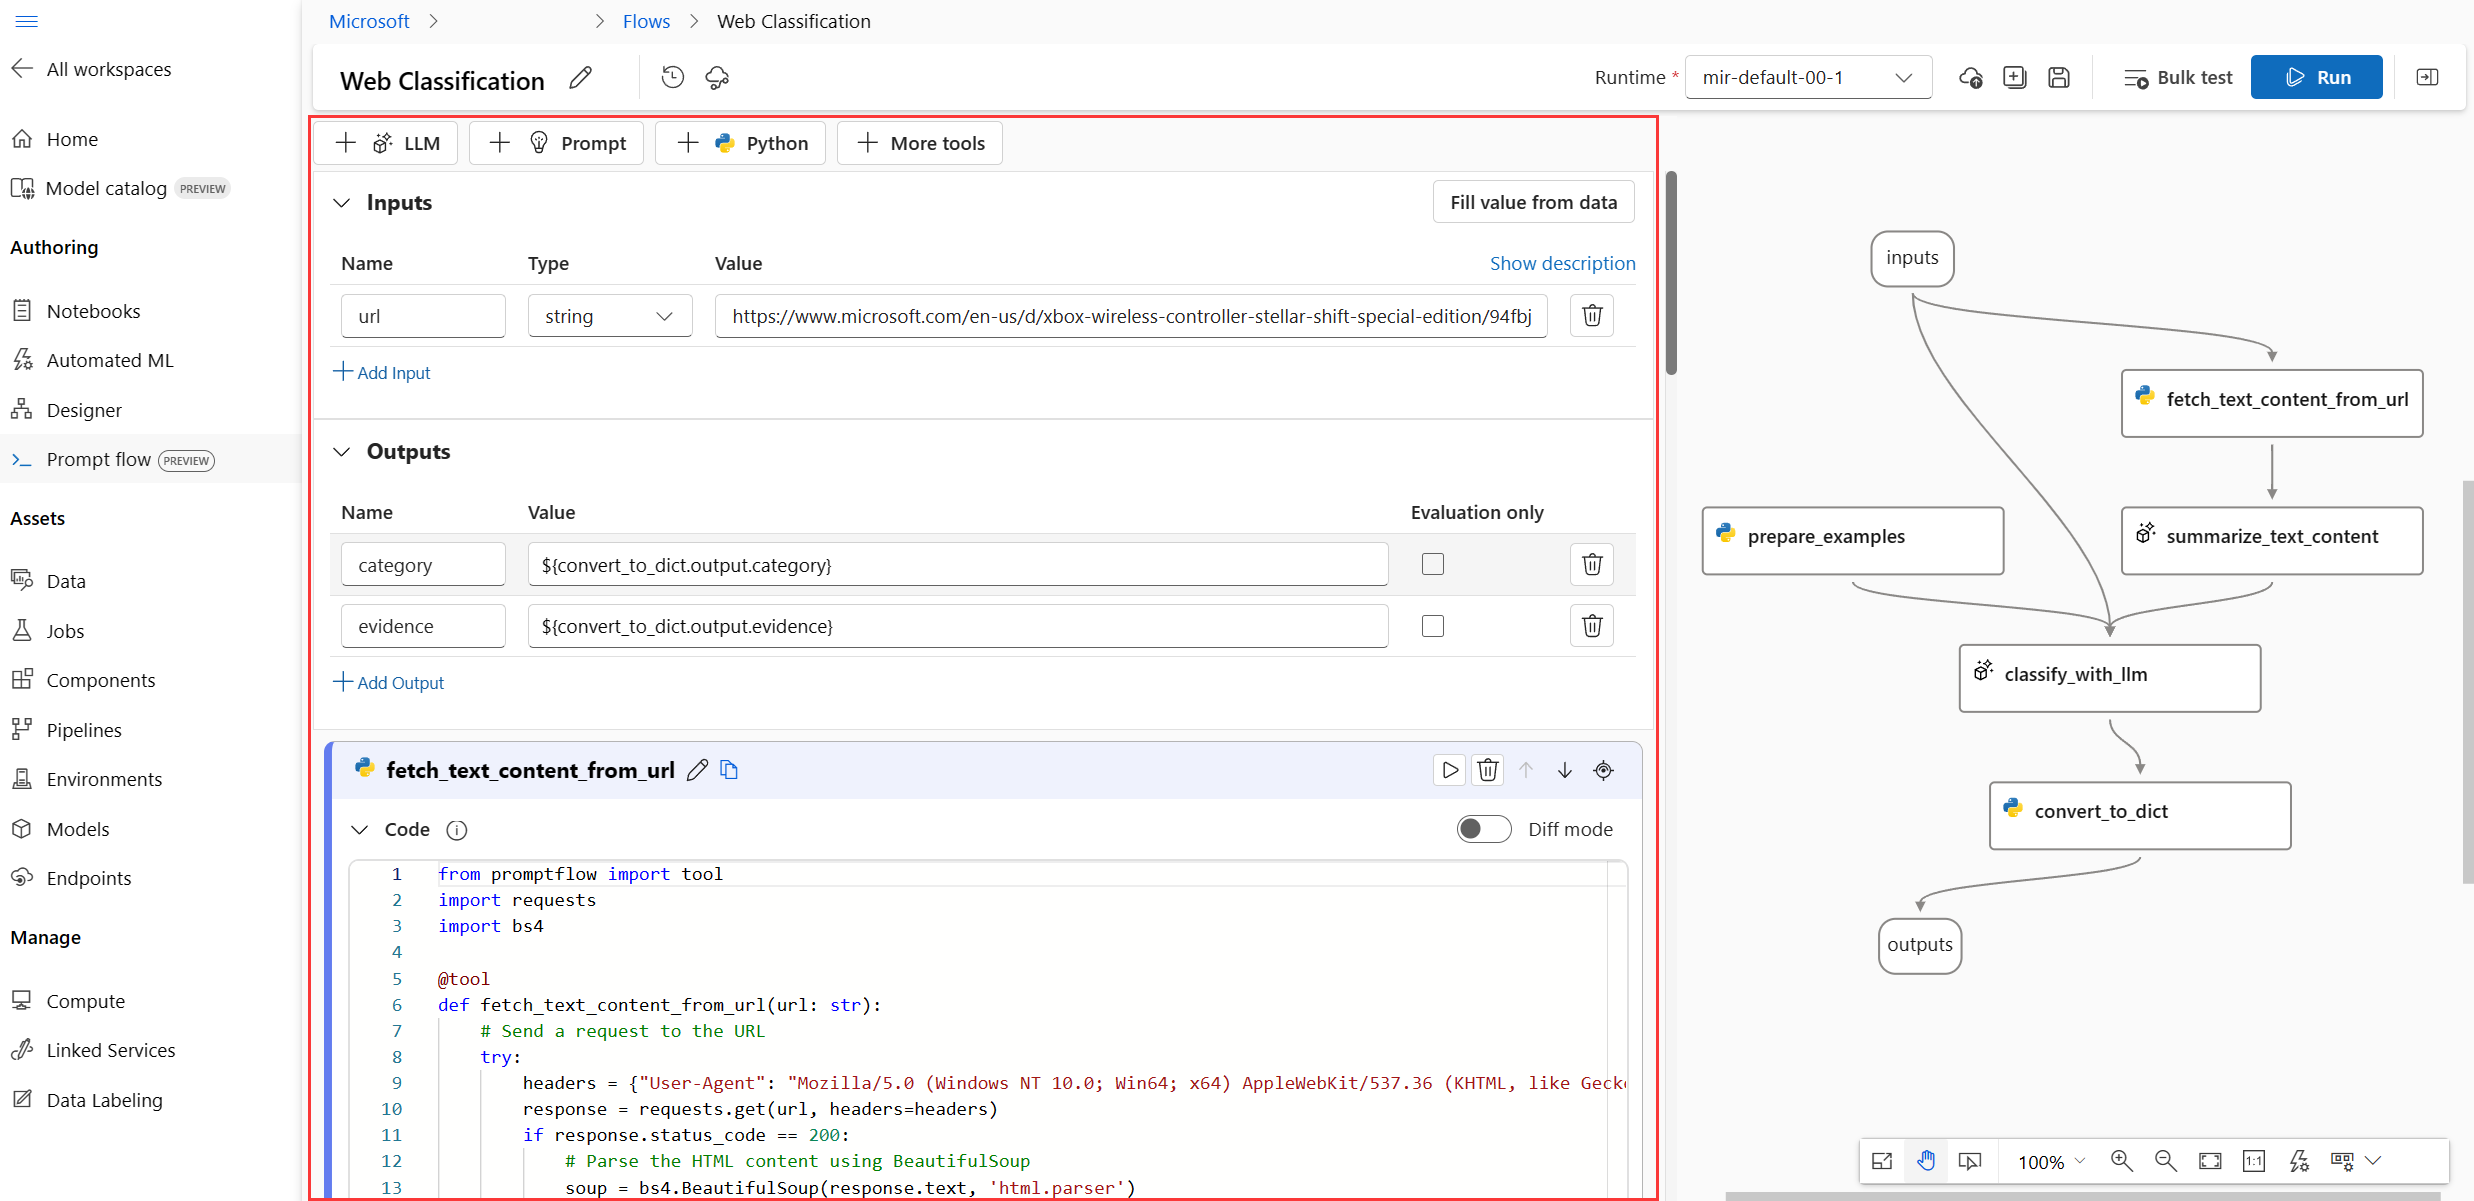 Microsoft
Flows
Web Classification
All workspaces
Home
Model catalog PREVIEW
Authoring
Notebooks
Automated ML
Designer
Prompt flow PREVIEW
Assets
Data
Jobs
Components
Pipelines
Environments
Models
Endpoints
Manage
Compute
Linked Services
Data Labeling
Web Classification
Runtime * mir-default-00-1
Bulk test
Run
LLM
Prompt
Python
More tools
Inputs
Fill value from data
Name Type Value Show description
url string https://www.microsoft.com/en-us/d/xbox-wireless-controller-stellar-shift-special-edition/94fbj
Add Input
Outputs
Name Value Evaluation only
category ${convert_to_dict.output.category}
evidence ${convert_to_dict.output.evidence}
Add Output
fetch_text_content_from_url
Code Diff mode
1 from promptflow import tool
2 import requests
3 import bs4
4
5 @tool
6 def fetch_text_content_from_url(url: str):
7 # Send a request to the URL
8 try:
9 headers = {"User-Agent": "Mozilla/5.0 (Windows NT 10.0; Win64; x64) AppleWebKit/537.36 (KHTML, like Geck
10 response = requests.get(url, headers=headers)
11 if response.status_code == 200:
12 # Parse the HTML content using BeautifulSoup
13 soup = bs4.BeautifulSoup(response.text, 'html.parser')
inputs
fetch_text_content_from_url
prepare_examples
summarize_text_content
classify_with_llm
convert_to_dict
outputs
100%
1:1